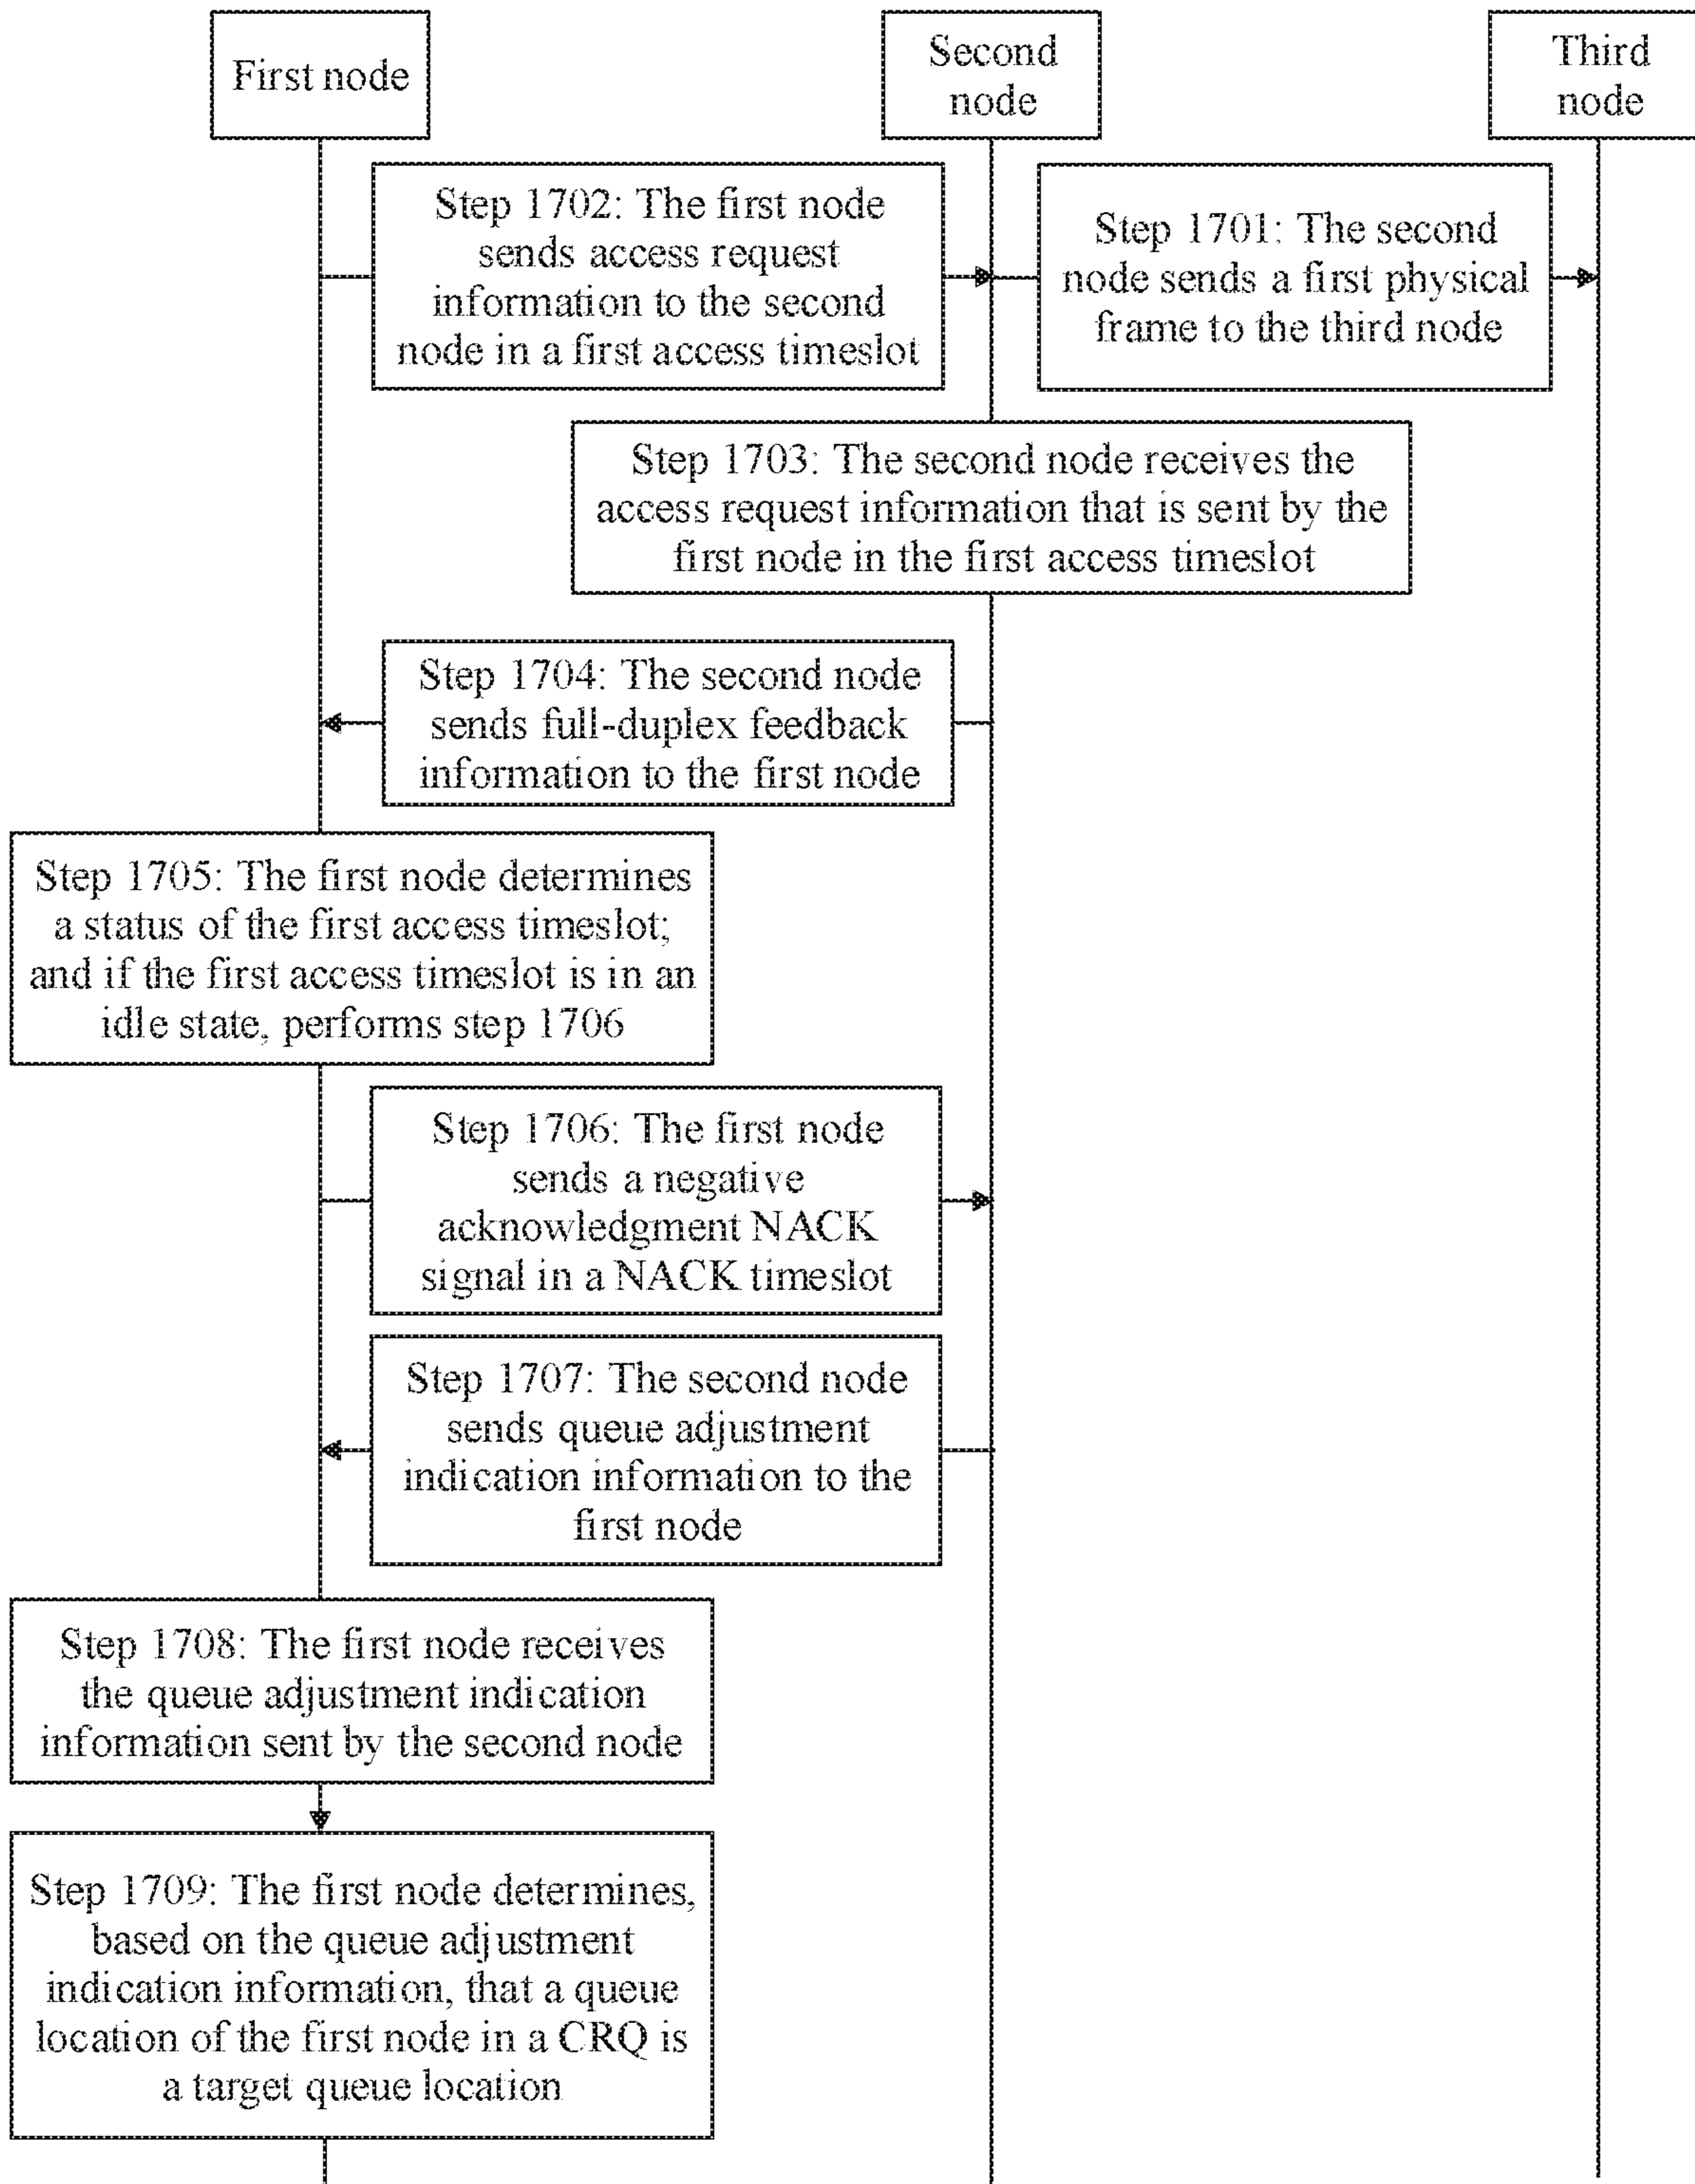 First node
Second
node
Third
node
Step 1702: The first node
sends access request
information to the second
node in a first access timeslot
Step 1701: The second
node sends a first physical
frame to the third node
Step 1703: The second node receives the
access request information that is sent by the
first node in the first access timeslot
Step 1704: The second node
sends full-duplex feedback
information to the first node
Step 1705: The first node determines
a status of the first access timeslot;
and if the first access timeslot is in an
idle state, performs step 1706
Step 1706: The first node
sends a negative
acknowledgment NACK
signal in a NACK timeslot
Step 1707: The second node
sends queue adjustment
indication information to the
first node
Step 1708: The first node receives
the queue adjustment indication
information sent by the second node
Step 1709: The first node determines,
based on the queue adjustment
indication information, that a queue
location of the first node in a CRQ is
a target queue location